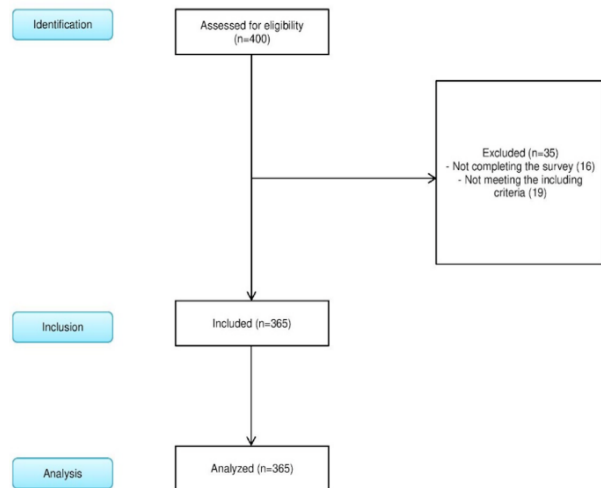 Identification
Assessed for eligibility
(n=400)
Excluded (n=35)
- Not completing the survey (16)
- Not meeting the including
criteria (19)
Inclusion
Included (n=365)
Analysis
Analyzed (n=365)